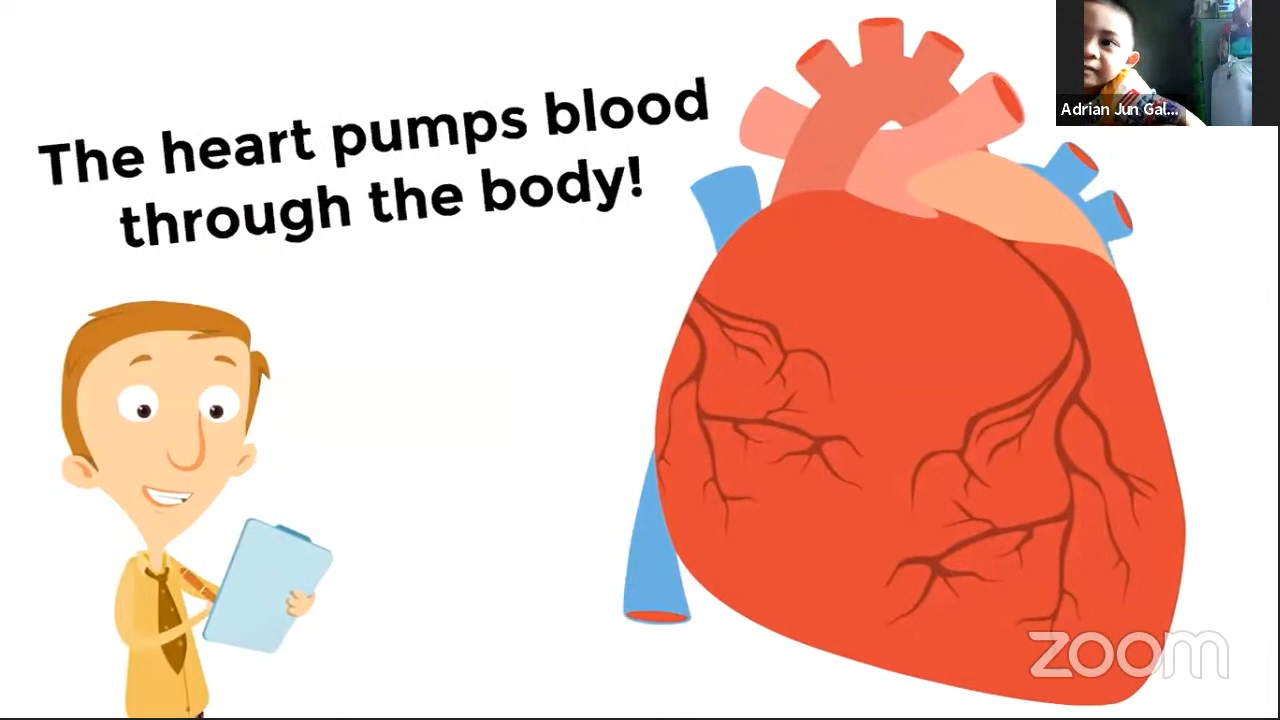 The heart pumps blood
through the body!
Adrian Jun Gal...
zoom